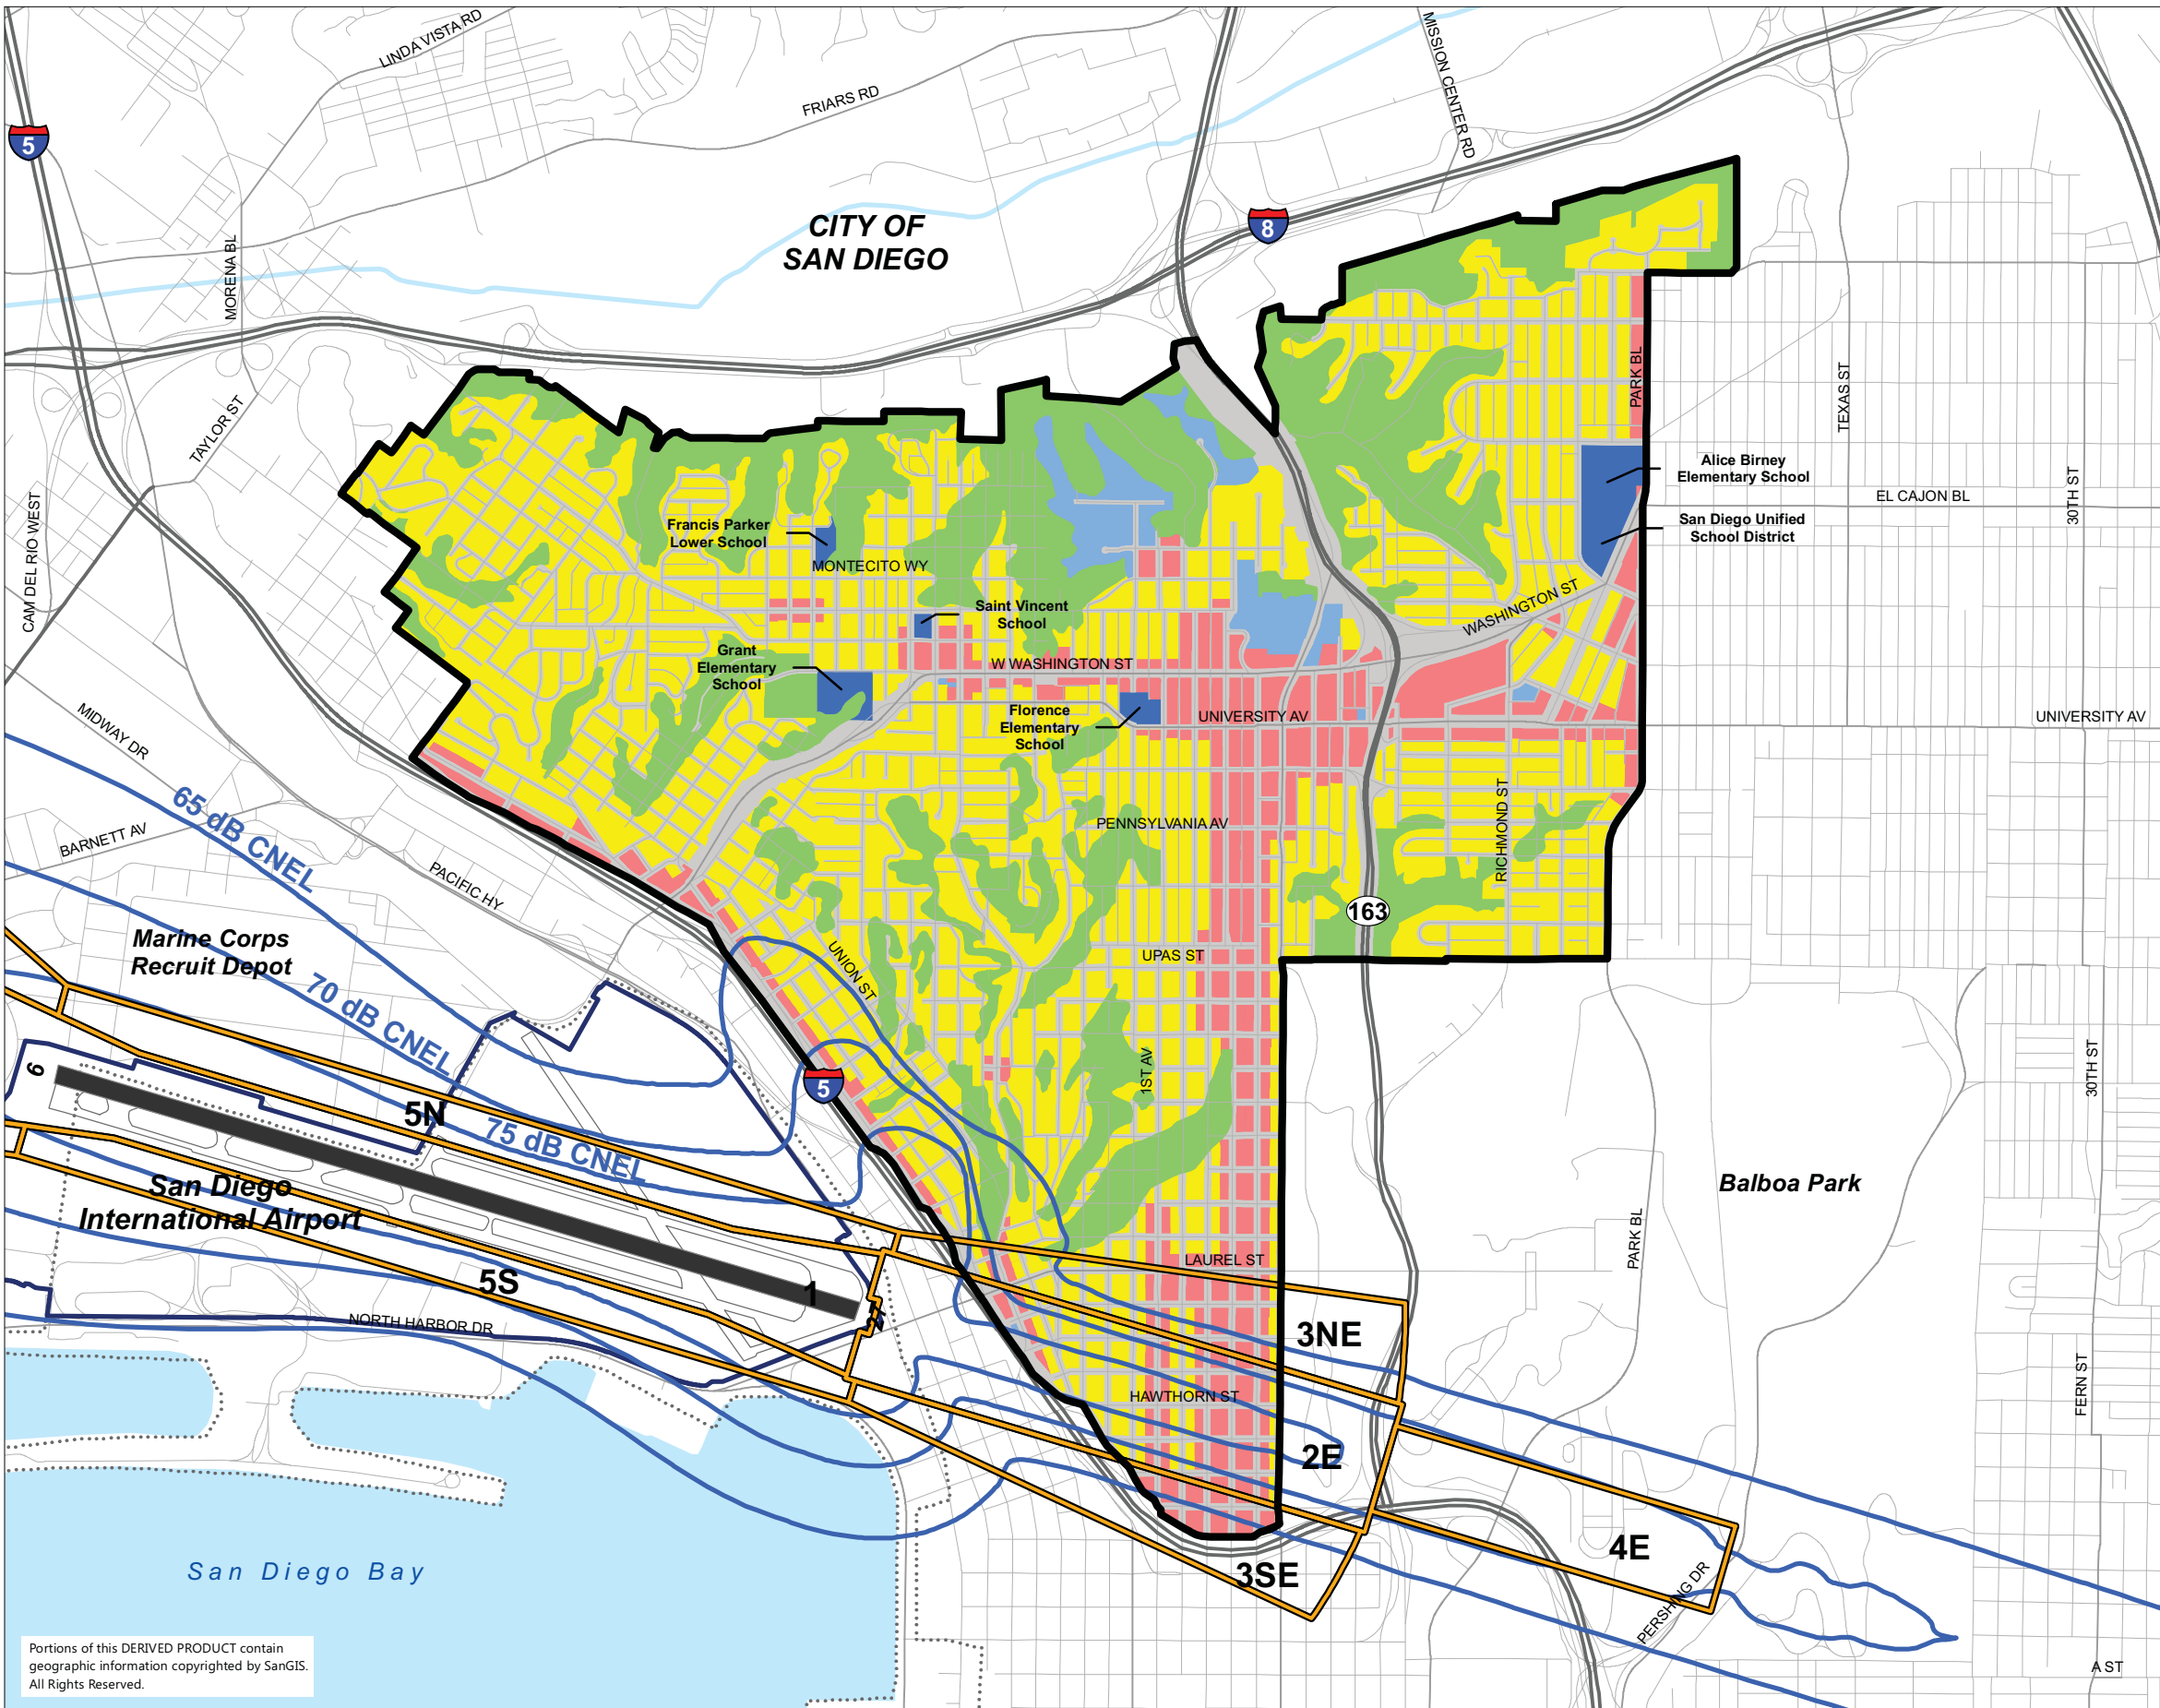 LINDA VISTA RD
FRIARS RD
MISSION CENTER RD
5
CITY OF
SAN DIEGO
8
MORENA BL
TAYLOR ST
CAM DEL RIO WEST
PARK BL
TEXAS ST
30TH ST
Alice Birney
Elementary School
EL CAJON BL
San Diego Unified
School District
Francis Parker
Lower School
MONTECITO WY
Saint Vincent
School
WASHINGTON ST
Grant
Elementary
School
W WASHINGTON ST
Florence
Elementary
School
UNIVERSITY AV
UNIVERSITY AV
MIDWAY DR
65 dB CNEL
BARNETT AV
PACIFIC HY
PENNSYLVANIA AV
RICHMOND ST
163
Marine Corps
Recruit Depot
70 dB CNEL
UNION ST
UPAS ST
9
5N
75 dB CNEL
5
1ST AV
30TH ST
San Diego
International Airport
Balboa Park
5S
1
27
NORTH HARBOR DR
LAUREL ST
PARK BL
3NE
HAWTHORN ST
FERN ST
2E
4E
3SE
PERSHING DR
San Diego Bay
A ST
Portions of this DERIVED PRODUCT contain
geographic information copyrighted by SanGIS.
All Rights Reserved.